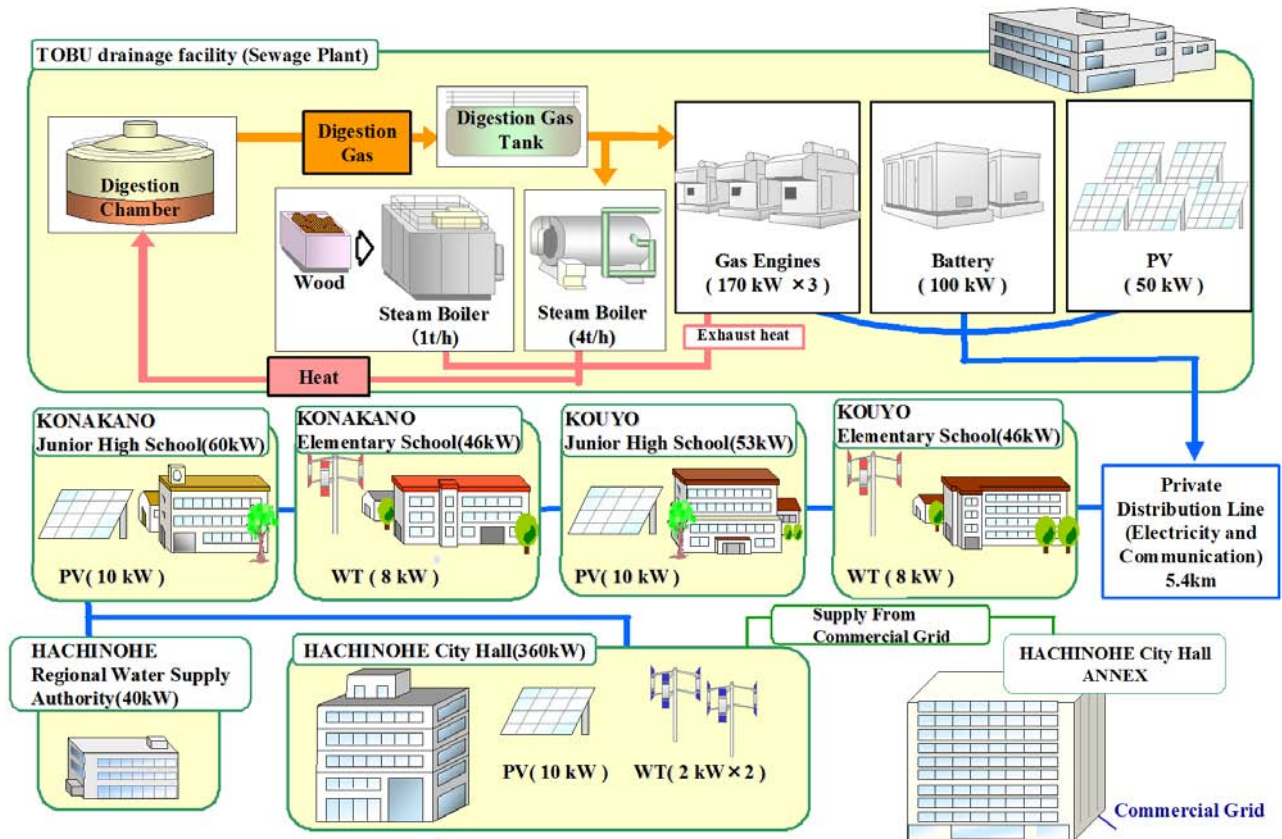 TOBU drainage facility (Sewage Plant)
Digestion
Chamber
Digestion
Gas
Digestion Gas
Tank
Wood
Steam Boiler
(1t/h)
Steam Boiler
(4t/h)
Gas Engines
( 170 kW ×3 )
Battery
( 100 kW )
PV
( 50 kW )
Exhaust heat
Heat
KONAKANO
Junior High School(60kW)
PV( 10 kW )
KONAKANO
Elementary School(46kW)
WT ( 8 kW )
KOUYO
Junior High School(53kW)
PV( 10 kW )
KOUYO
Elementary School(46kW)
WT ( 8 kW )
Private
Distribution Line
(Electricity and
Communication)
5.4km
HACHINOHE
Regional Water Supply
Authority(40kW)
HACHINOHE City Hall(360kW)
PV( 10 kW )
WT( 2 kW×2 )
Supply From
Commercial Grid
HACHINOHE City Hall
ANNEX
Commercial Grid